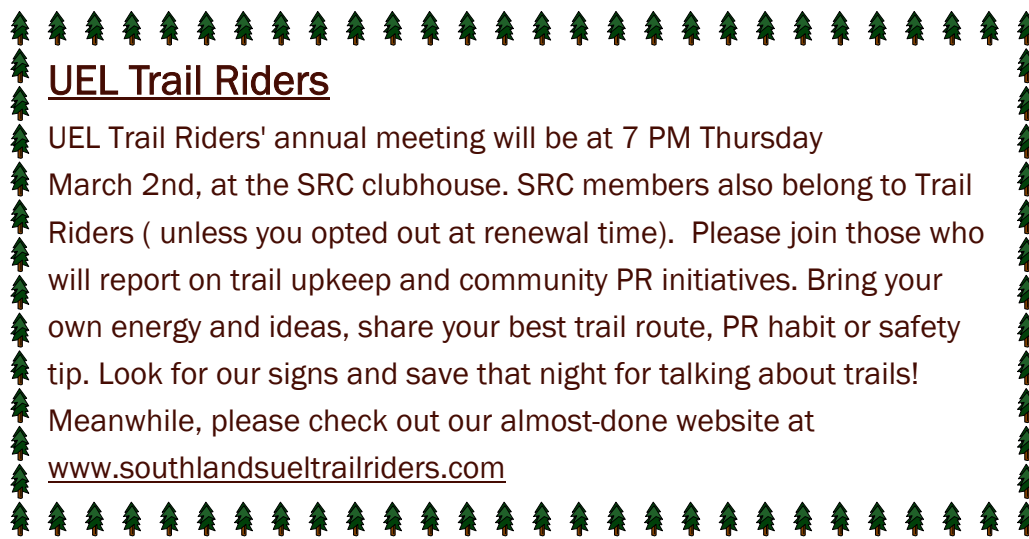 UEL Trail Riders
UEL Trail Riders' annual meeting will be at 7 PM Thursday
March 2nd, at the SRC clubhouse. SRC members also belong to Trail
Riders ( unless you opted out at renewal time).  Please join those who
will report on trail upkeep and community PR initiatives. Bring your
own energy and ideas, share your best trail route, PR habit or safety
tip. Look for our signs and save that night for talking about trails!
Meanwhile, please check out our almost-done website at
www.southlandsueltrailriders.com